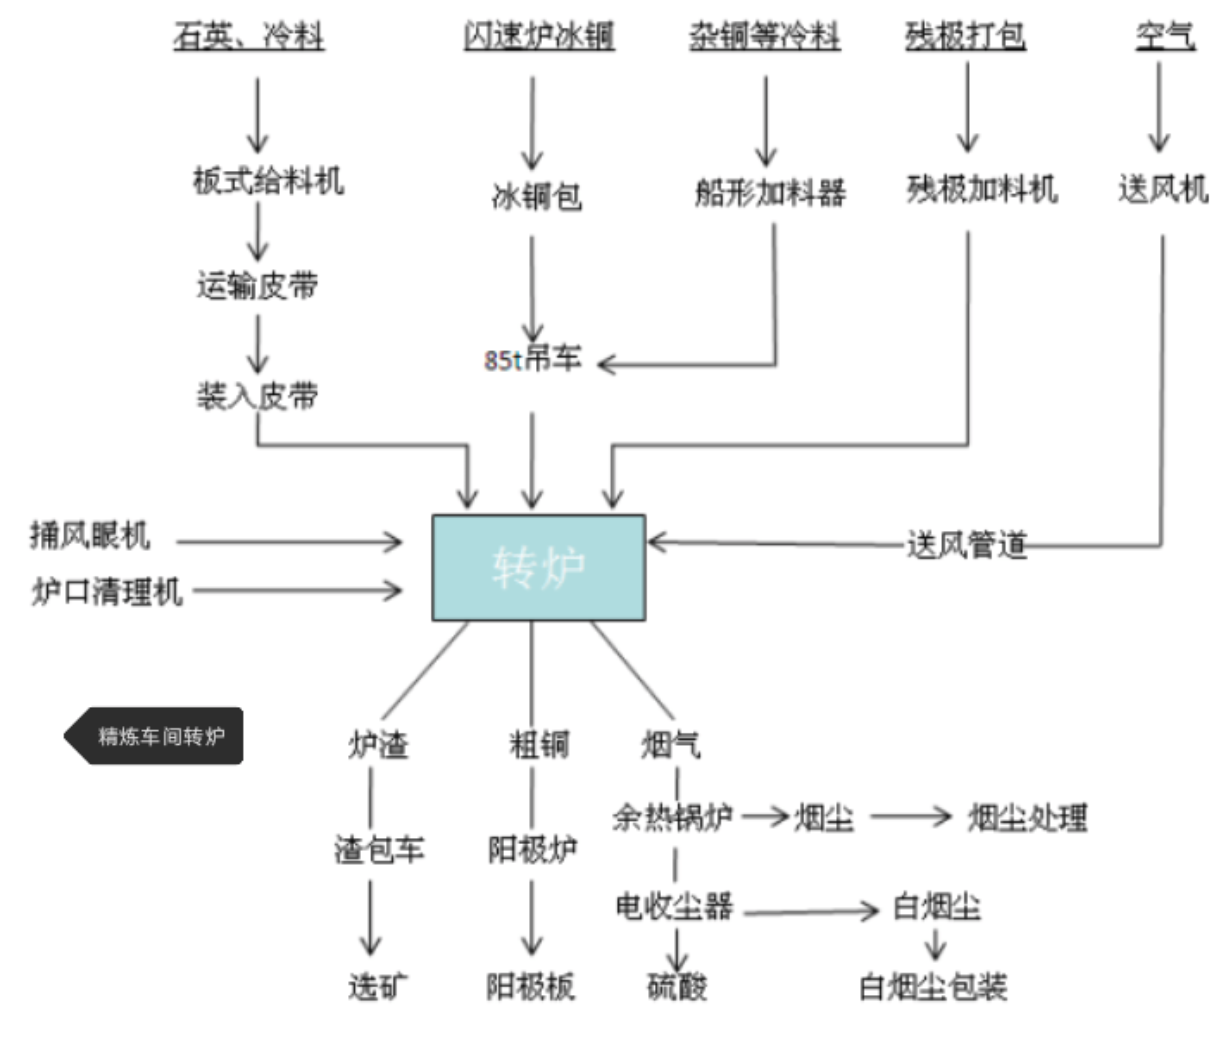 石英、冷料
闪速炉冰铜
杂铜等冷料
残极打包
空气
板式给料机
冰铜包
船形加料器
残极加料机
送风机
运输皮带
85t吊车
装入皮带
捅风眼机
转炉
送风管道
炉口清理机
精炼车间转炉
炉渣
粗铜
烟气
余热锅炉
烟尘
烟尘处理
渣包车
阳极炉
电收尘器
白烟尘
选矿
阳极板
硫酸
白烟尘包装